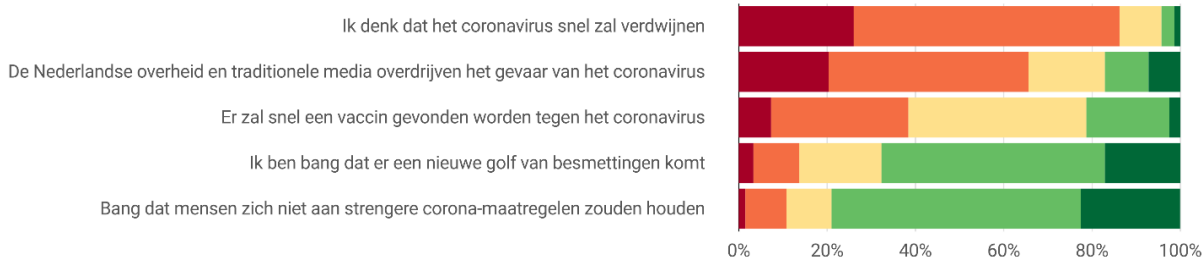 Ik denk dat het coronavirus snel zal verdwijnen
De Nederlandse overheid en traditionele media overdrijven het gevaar van het coronavirus
Er zal snel een vaccin gevonden worden tegen het coronavirus
Ik ben bang dat er een nieuwe golf van besmettingen komt
Bang dat mensen zich niet aan strengere corona-maatregelen zouden houden
0% 20% 40% 60% 80% 100%